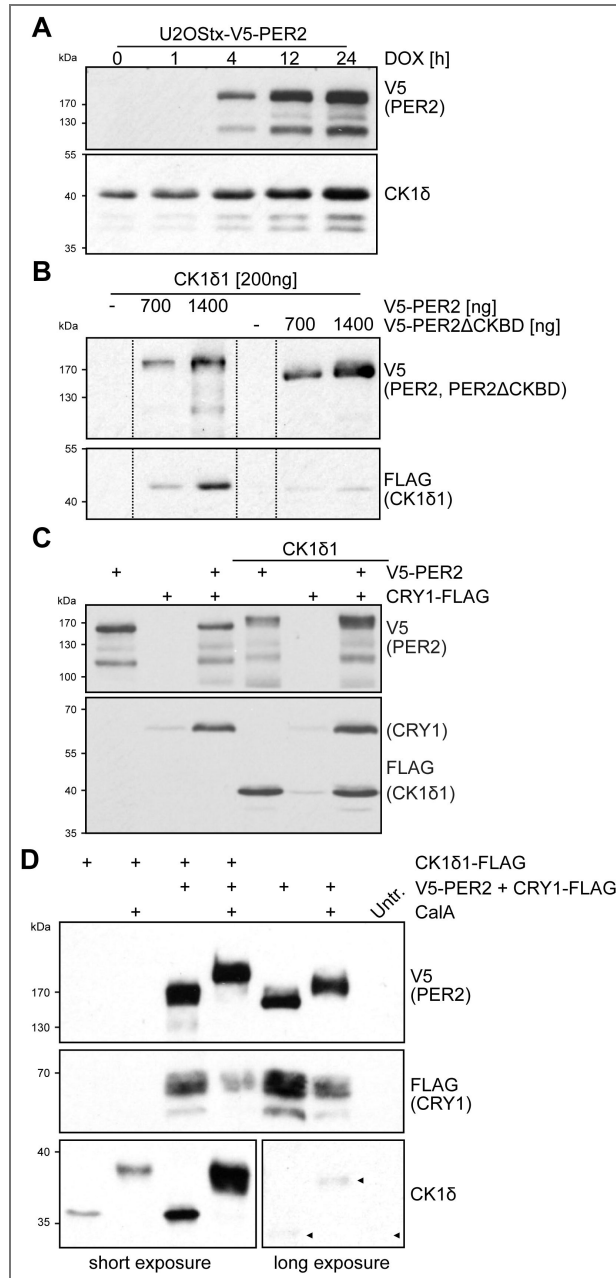 A
U2OStx-V5-PER2
0 1 4 12 24 DOX [h]
kDa
170
130
V5
(PER2)
55
40
35
CK1δ
B
CK1δ1 [200ng]
- 700 1400 V5-PER2 [ng]
- 700 1400 V5-PER2ΔCKBD [ng]
kDa
170
130
V5
(PER2, PER2ΔCKBD)
55
40
FLAG
(CK1δ1)
C
CK1δ1
+ + + + V5-PER2
+ + + + CRY1-FLAG
kDa
170
130
100
V5
(PER2)
70
55
40
35
(CRY1)
FLAG
(CK1δ1)
D
+ + + + CK1δ1-FLAG
+ + + + V5-PER2 + CRY1-FLAG
+ + + Untr. CalA
kDa
170
130
V5
(PER2)
70
FLAG
(CRY1)
40
35
CK1δ
short exposure long exposure